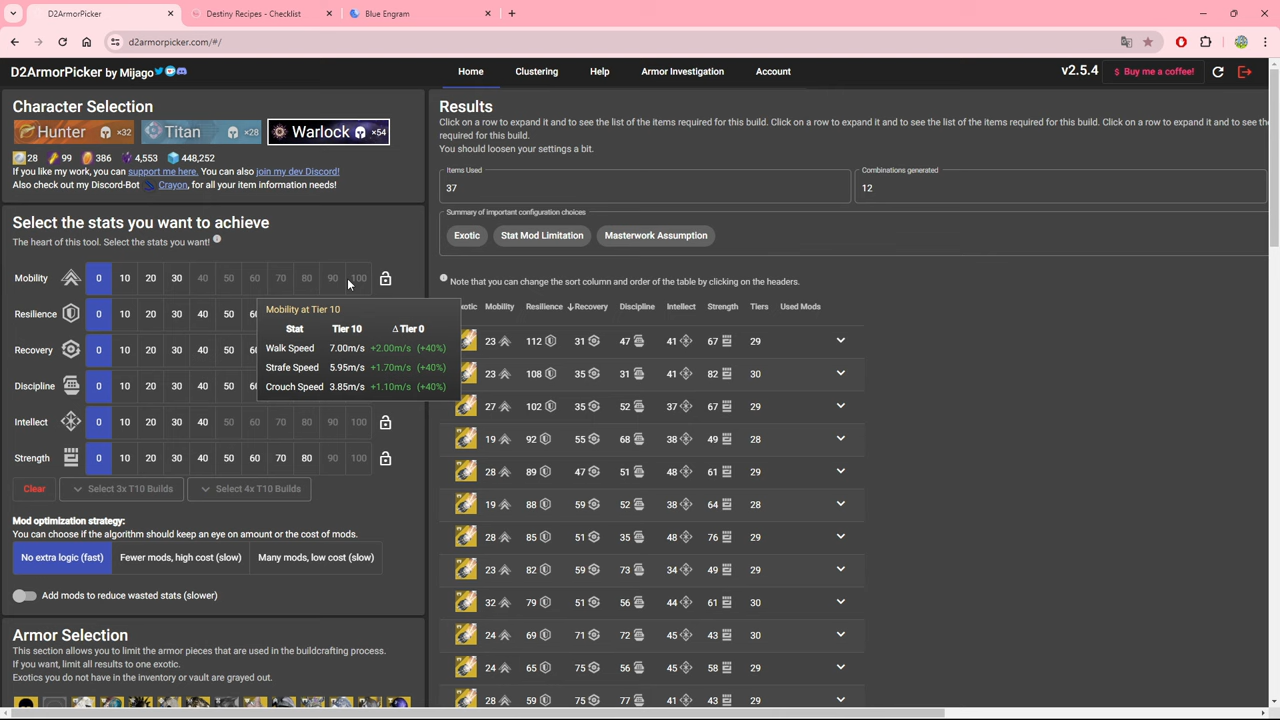 D2ArmorPicker
Destiny Recipes - Checklist
Blue Engram
d2armorpicker.com/#/
D2ArmorPicker by Mijago
Home
Clustering
Help
Armor Investigation
Account
v2.5.4
$ Buy me a coffee!
Character Selection
Hunter ×32
Titan ×28
Warlock ×54
28 99 386 4,553 448,252
If you like my work, you can support me here. You can also join my dev Discord!
Also check out my Discord-Bot Crayon, for all your item information needs!
Select the stats you want to achieve
The heart of this tool. Select the stats you want!
Mobility 0 10 20 30 40 50 60 70 80 90 100
Resilience 0 10 20 30 40 50 60
Recovery 0 10 20 30 40 50 60
Discipline 0 10 20 30 40 50 60
Intellect 0 10 20 30 40 50 60 70 80 90 100
Strength 0 10 20 30 40 50 60 70 80 90 100
Mobility at Tier 10
Stat Tier 10 Δ Tier 0
Walk Speed 7.00m/s +2.00m/s (+40%)
Strafe Speed 5.95m/s +1.70m/s (+40%)
Crouch Speed 3.85m/s +1.10m/s (+40%)
Clear
Select 3x T10 Builds
Select 4x T10 Builds
Mod optimization strategy:
You can choose if the algorithm should keep an eye on amount or the cost of mods.
No extra logic (fast)
Fewer mods, high cost (slow)
Many mods, low cost (slow)
Add mods to reduce wasted stats (slower)
Armor Selection
This section allows you to limit the armor pieces that are used in the buildcrafting process.
If you want, limit all results to one exotic.
Exotics you do not have in the inventory or vault are grayed out.
Results
Click on a row to expand it and to see the list of the items required for this build. Click on a row to expand it and to see the list of the items
required for this build.
You should loosen your settings a bit.
Items Used
37
Combinations generated
12
Summary of important configuration choices
Exotic
Stat Mod Limitation
Masterwork Assumption
Note that you can change the sort column and order of the table by clicking on the headers.
xotic Mobility Resilience Recovery Discipline Intellect Strength Tiers Used Mods
23 112 31 47 41 67 29
23 108 35 31 41 82 30
27 102 35 52 37 67 29
19 92 55 68 38 49 28
28 89 47 51 48 61 29
19 88 59 52 38 64 28
28 85 51 35 48 76 29
23 82 59 73 34 49 29
32 79 51 56 44 61 30
24 69 71 72 45 43 30
24 65 75 56 45 58 29
28 59 75 77 41 43 29